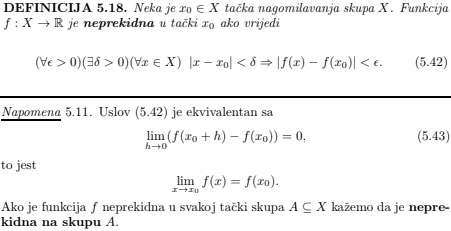 DEFINICIJA 5.18. Neka je x₀ ∈ X tačka nagomilavanja skupa X. Funkcija
f : X → ℝ je neprekidna u tački x₀ ako vrijedi
(∀ϵ > 0)(∃δ > 0)(∀x ∈ X) |x − x₀| < δ ⇒ |f(x) − f(x₀)| < ϵ. (5.42)
Napomena 5.11. Uslov (5.42) je ekvivalentan sa
lim_{h→0} (f(x₀ + h) − f(x₀)) = 0, (5.43)
to jest
lim_{x→x₀} f(x) = f(x₀).
Ako je funkcija f neprekidna u svakoj tački skupa A ⊆ X kažemo da je nepre-
kidna na skupu A.